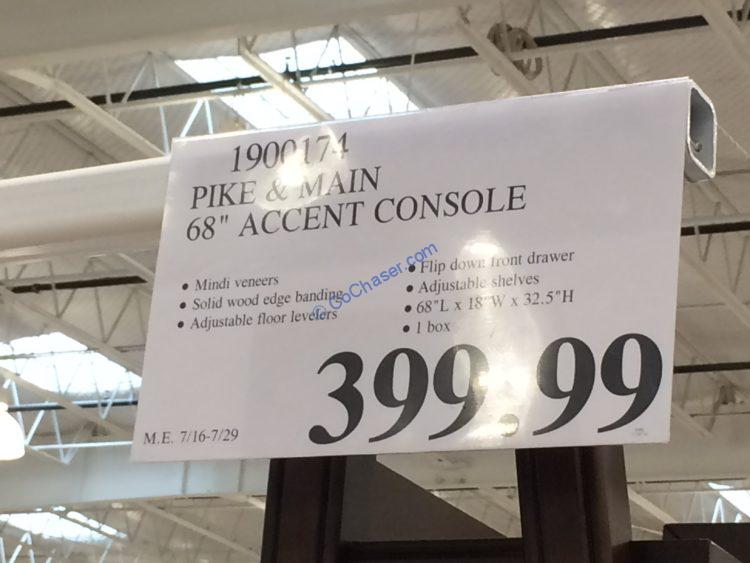 1900174
PIKE & MAIN
68" ACCENT CONSOLE
• Mindi veneers
• Solid wood edge banding
• Adjustable floor levelers
• Flip down front drawer
• Adjustable shelves
• 68"L x 18"W x 32.5"H
• 1 box
© GoChaser.com
399.99
M.E. 7/16-7/29